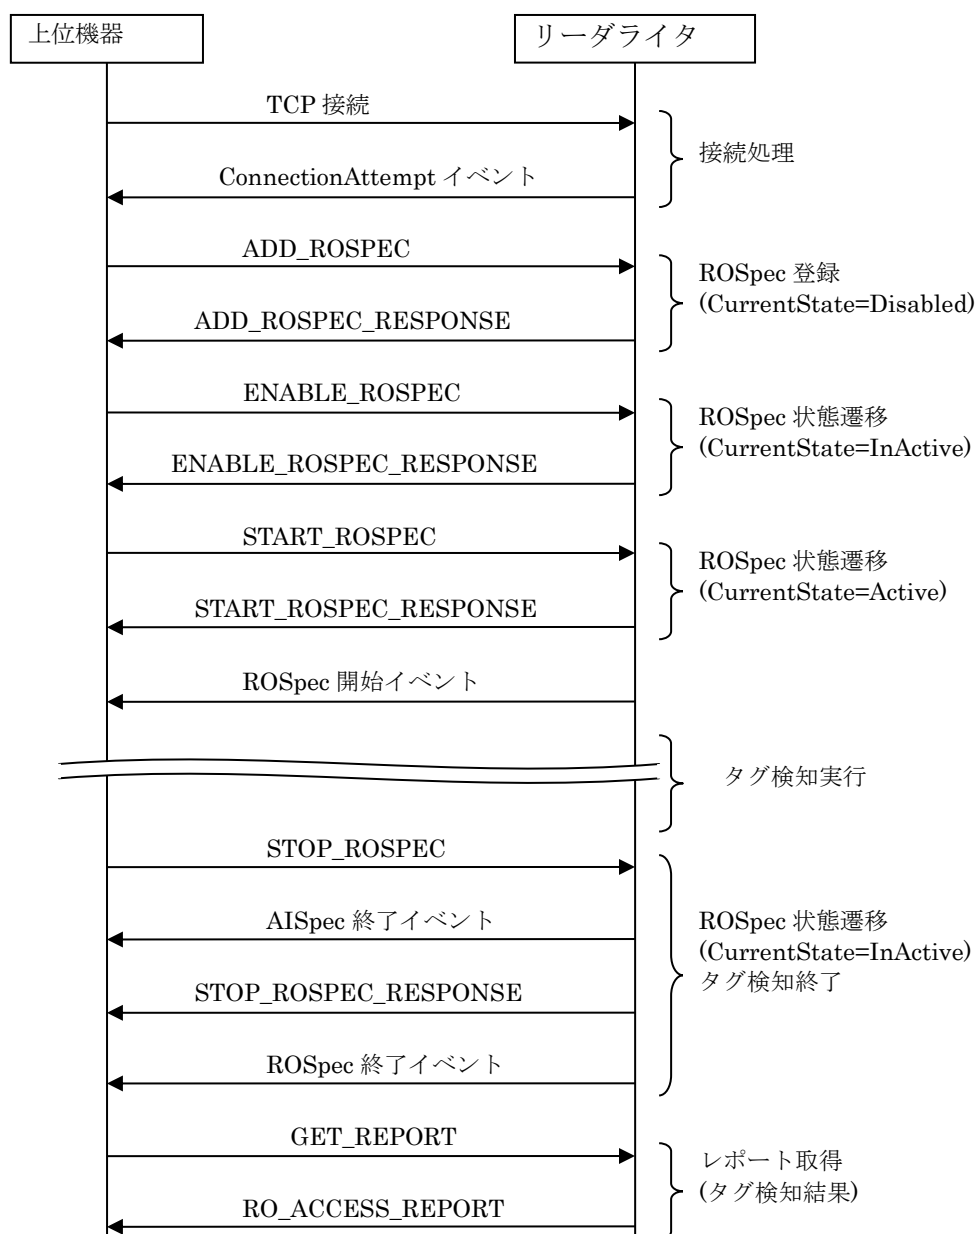 上位機器
リーダライタ
TCP 接続
接続処理
ConnectionAttempt イベント
ADD_ROSPEC
ROSpec 登録
(CurrentState=Disabled)
ADD_ROSPEC_RESPONSE
ENABLE_ROSPEC
ROSpec 状態遷移
(CurrentState=InActive)
ENABLE_ROSPEC_RESPONSE
START_ROSPEC
ROSpec 状態遷移
(CurrentState=Active)
START_ROSPEC_RESPONSE
ROSpec 開始イベント
タグ検知実行
STOP_ROSPEC
AISpec 終了イベント
ROSpec 状態遷移
(CurrentState=InActive)
タグ検知終了
STOP_ROSPEC_RESPONSE
ROSpec 終了イベント
GET_REPORT
レポート取得
(タグ検知結果)
RO_ACCESS_REPORT